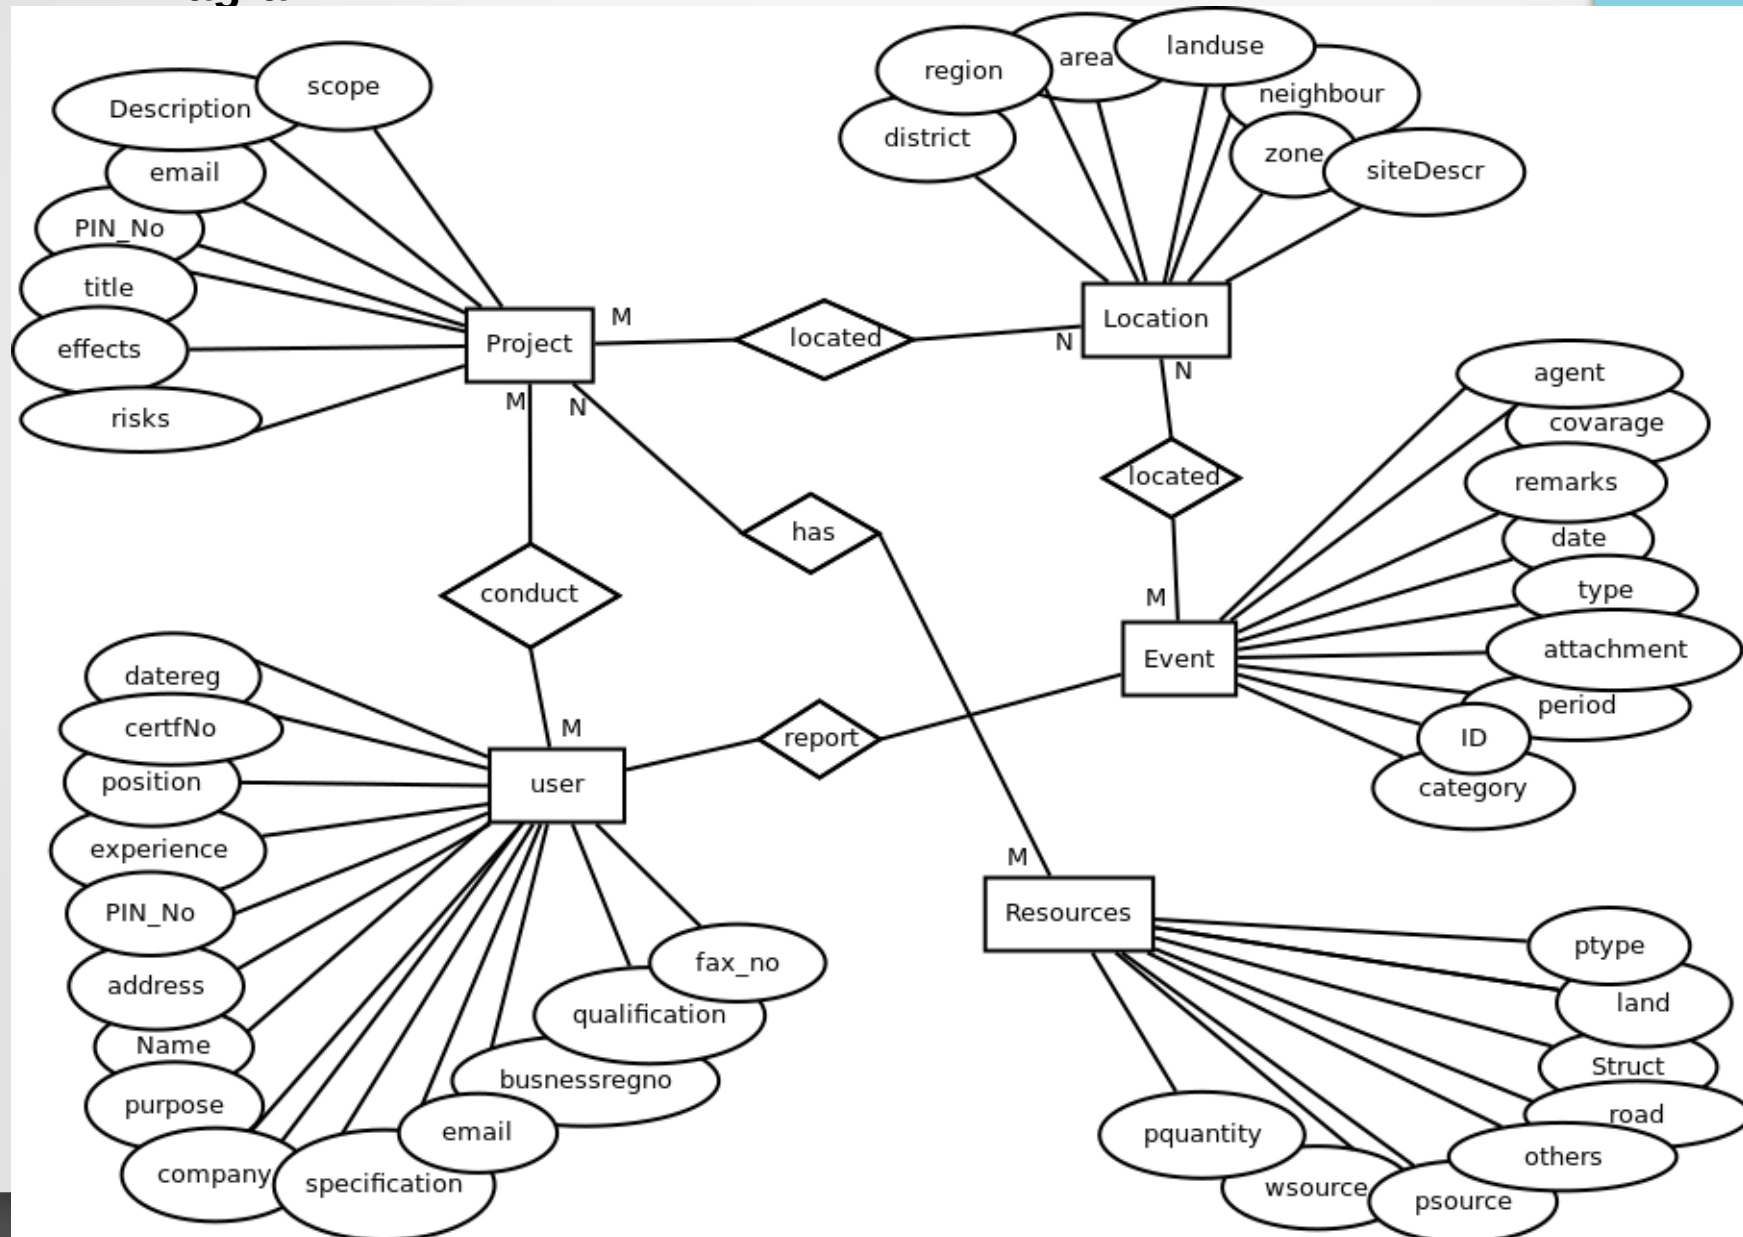 scope
Description
email
PIN_No
title
effects
risks
region
area
landuse
neighbour
district
zone
siteDescr
Project
M
located
N
Location
M
N
N
agent
covarage
remarks
date
type
attachment
period
ID
category
located
has
conduct
M
Event
M
report
user
datereg
certfNo
position
experience
PIN_No
address
Name
purpose
company
specification
email
busnessregno
qualification
fax_no
M
Resources
ptype
land
Struct
road
others
psource
wsource
pquantity